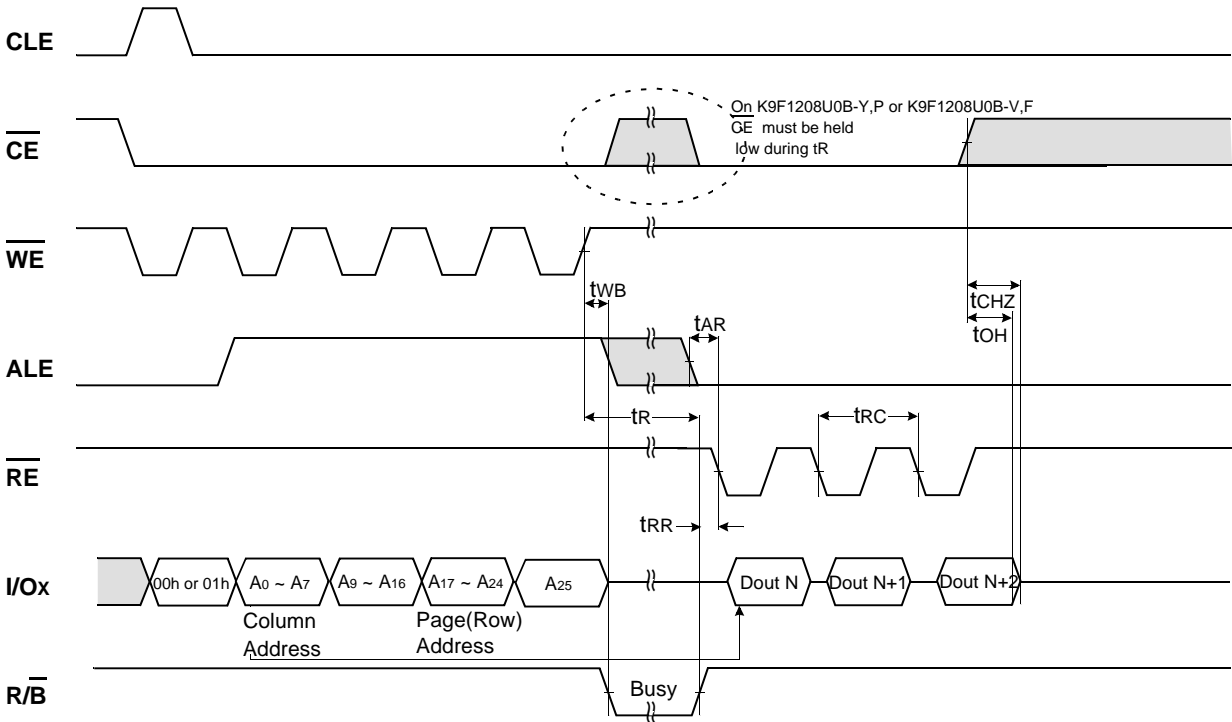 CLE
On K9F1208U0B-Y,P or K9F1208U0B-V,F
CE
CE must be held
low during tR
WE
tWB
tCHZ
tAR
tOH
ALE
tR
tRC
RE
tRR
I/Ox
00h or 01h
A0 ~ A7
A9 ~ A16
A17 ~ A24
A25
Dout N
Dout N+1
Dout N+2
Column
Address
Page(Row)
Address
R/B
Busy